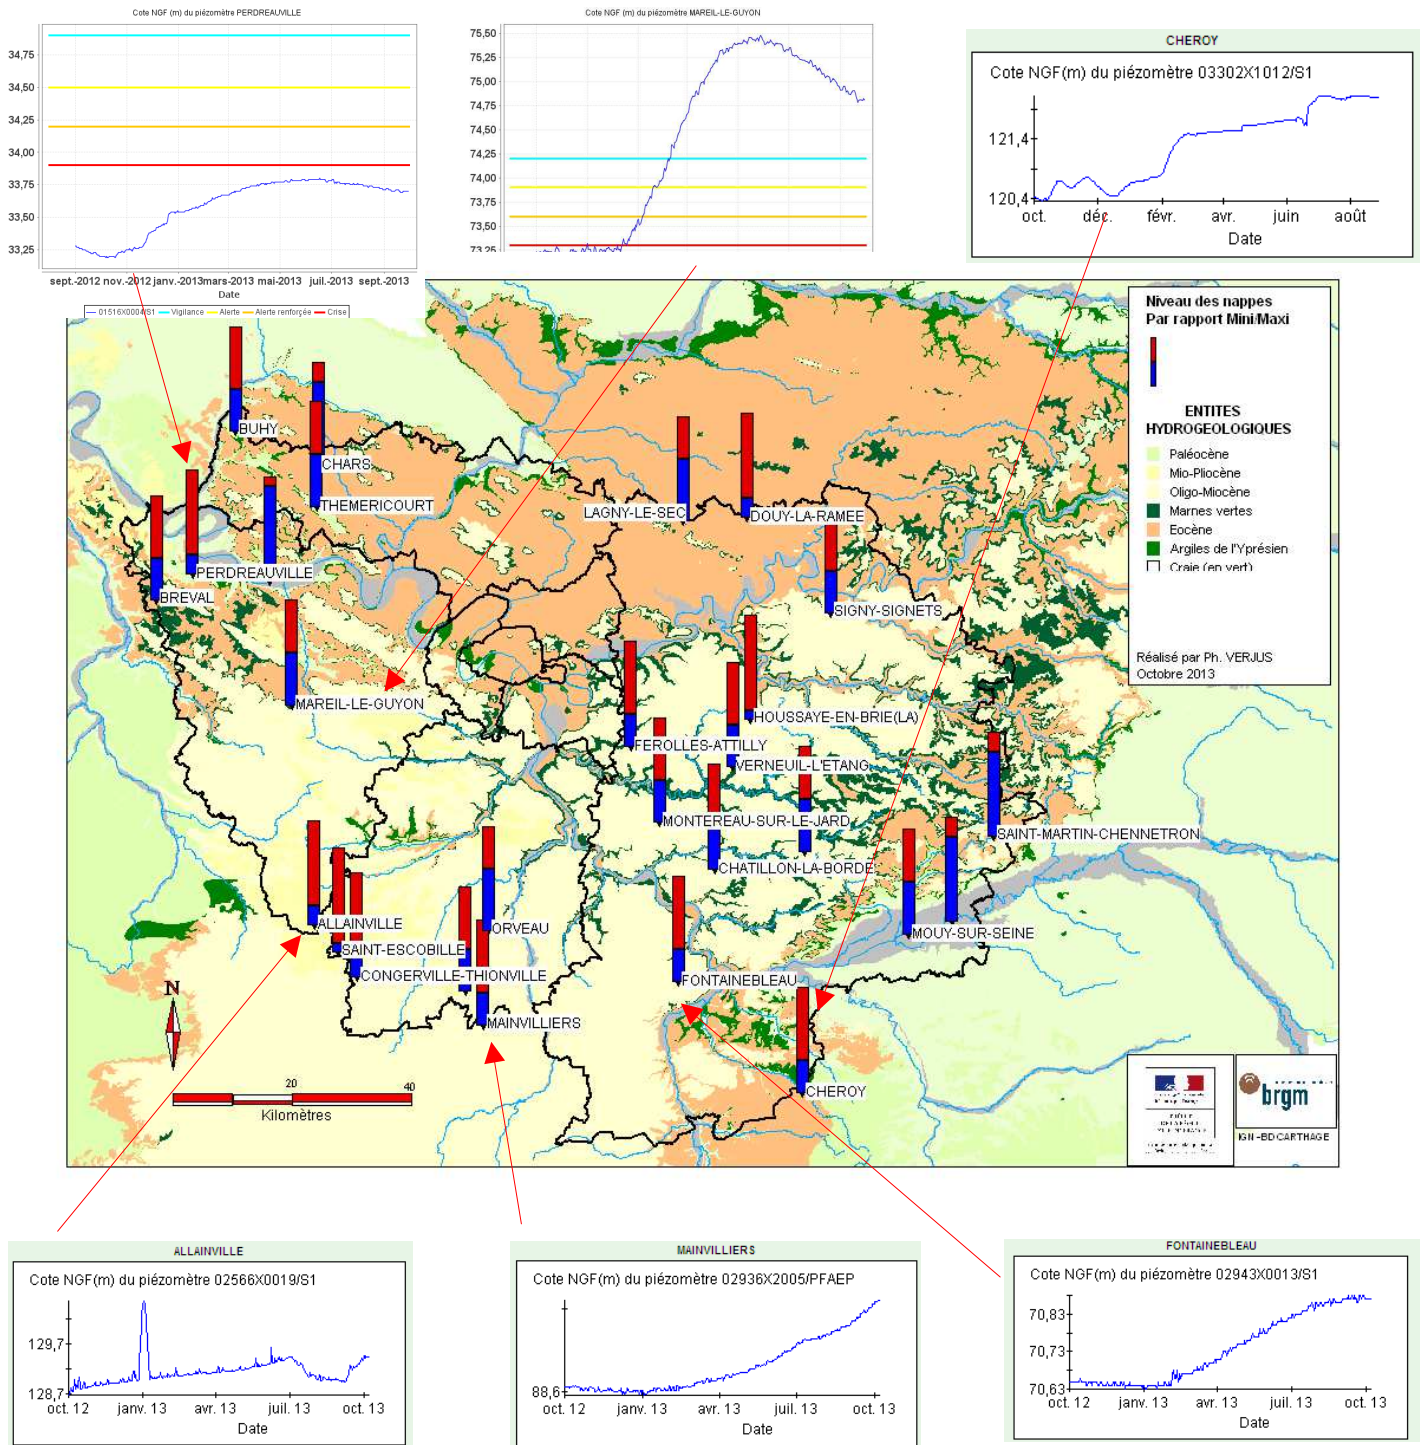 Cote NGF (m) du piézomètre PERDREAUVILLE
34,75
34,50
34,25
34,00
33,75
33,50
33,25
sept.-2012 nov.-2012 janv.-2013 mars-2013 mai-2013 juil.-2013 sept.-2013
Date
01516X0004/S1 Vigilance Alerte Alerte renforçée Crise
Cote NGF (m) du piézomètre MAREIL-LE-GUYON
75,50
75,25
75,00
74,75
74,50
74,25
74,00
73,75
73,50
73,25
CHEROY
Cote NGF(m) du piézomètre 03302X1012/S1
121,4
120,4
oct. déc. févr. avr. juin août
Date
Niveau des nappes
Par rapport Mini/Maxi
ENTITES
HYDROGEOLOGIQUES
Paléocène
Mio-Pliocène
Oligo-Miocène
Marnes vertes
Eocène
Argiles de l'Yprésien
Craie (en vert)
Réalisé par Ph. VERJUS
Octobre 2013
BUHY
CHARS
THEMERICOURT
LAGNY-LE-SEC
DOUY-LA-RAMEE
PERDREAUVILLE
BREVAL
SIGNY-SIGNETS
MAREIL-LE-GUYON
HOUSSAYE-EN-BRIE(LA)
FEROLLES-ATTILLY
VERNEUIL-L'ETANG
MONTEREAU-SUR-LE-JARD
SAINT-MARTIN-CHENNETRON
CHATILLON-LA-BORDE
ALLAINVILLE
ORVEAU
MOUY-SUR-SEINE
SAINT-ESCOBILLE
CONGERVILLE-THIONVILLE
FONTAINEBLEAU
MAINVILLIERS
CHEROY
N
20 40
Kilomètres
brgm
IGN -BD CARTHAGE
ALLAINVILLE
Cote NGF(m) du piézomètre 02566X0019/S1
129,7
128,7
oct. 12 janv. 13 avr. 13 juil. 13 oct. 13
Date
MAINVILLIERS
Cote NGF(m) du piézomètre 02936X2005/PFAEP
88,6
oct. 12 janv. 13 avr. 13 juil. 13 oct. 13
Date
FONTAINEBLEAU
Cote NGF(m) du piézomètre 02943X0013/S1
70,83
70,73
70,63
oct. 12 janv. 13 avr. 13 juil. 13 oct. 13
Date